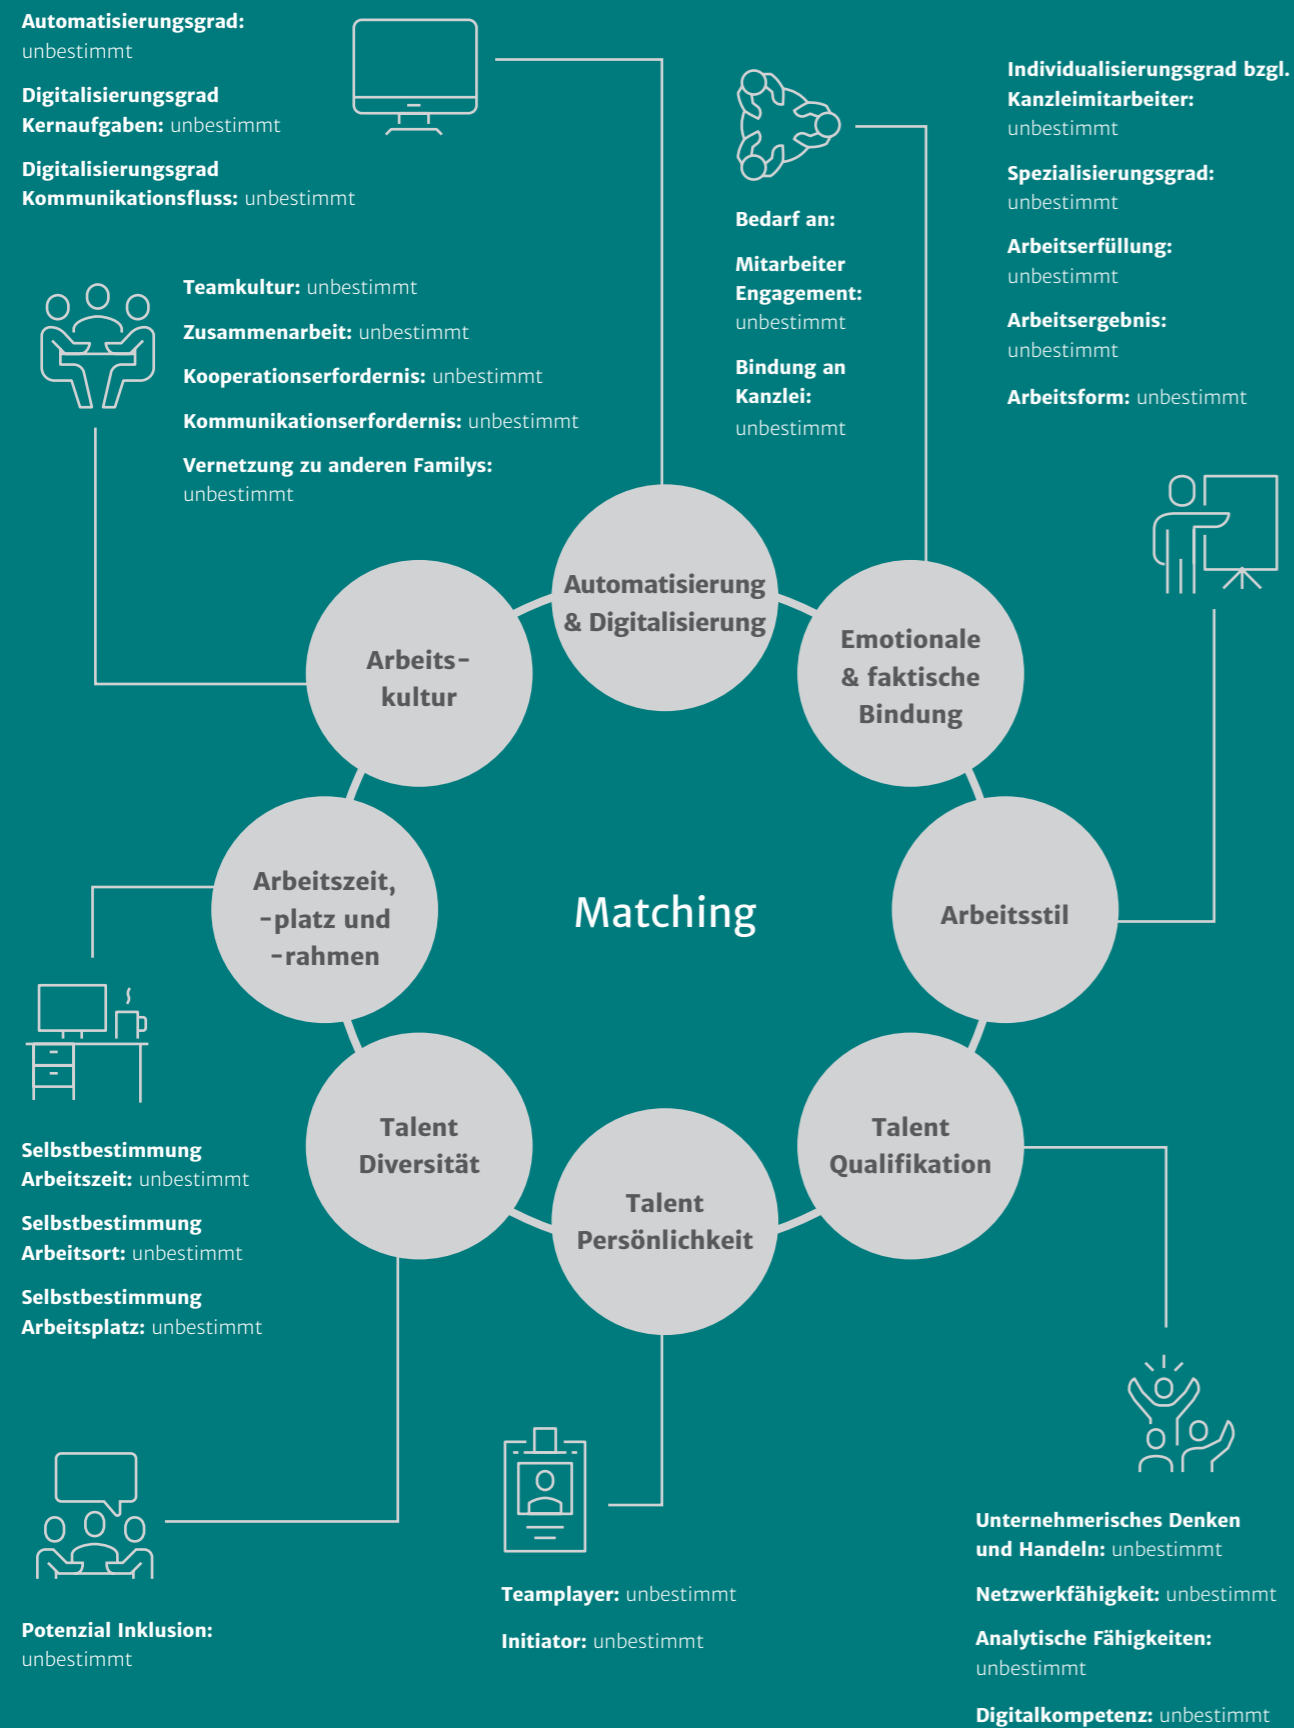 Automatisierungsgrad:
unbestimmt
Digitalisierungsgrad
Kernaufgaben: unbestimmt
Digitalisierungsgrad
Kommunikationsfluss: unbestimmt
Bedarf an:
Mitarbeiter
Engagement:
unbestimmt
Bindung an
Kanzlei:
unbestimmt
Individualisierungsgrad bzgl.
Kanzleimitarbeiter:
unbestimmt
Spezialisierungsgrad:
unbestimmt
Arbeitserfüllung:
unbestimmt
Arbeitsergebnis:
unbestimmt
Arbeitsform: unbestimmt
Teamkultur: unbestimmt
Zusammenarbeit: unbestimmt
Kooperationserfordernis: unbestimmt
Kommunikationserfordernis: unbestimmt
Vernetzung zu anderen Familys:
unbestimmt
Automatisierung
& Digitalisierung
Emotionale
& faktische
Bindung
Arbeits-
kultur
Arbeitszeit,
-platz und
-rahmen
Matching
Arbeitsstil
Talent
Diversität
Talent
Persönlichkeit
Talent
Qualifikation
Selbstbestimmung
Arbeitszeit: unbestimmt
Selbstbestimmung
Arbeitsort: unbestimmt
Selbstbestimmung
Arbeitsplatz: unbestimmt
Potenzial Inklusion:
unbestimmt
Teamplayer: unbestimmt
Initiator: unbestimmt
Unternehmerisches Denken
und Handeln: unbestimmt
Netzwerkfähigkeit: unbestimmt
Analytische Fähigkeiten:
unbestimmt
Digitalkompetenz: unbestimmt